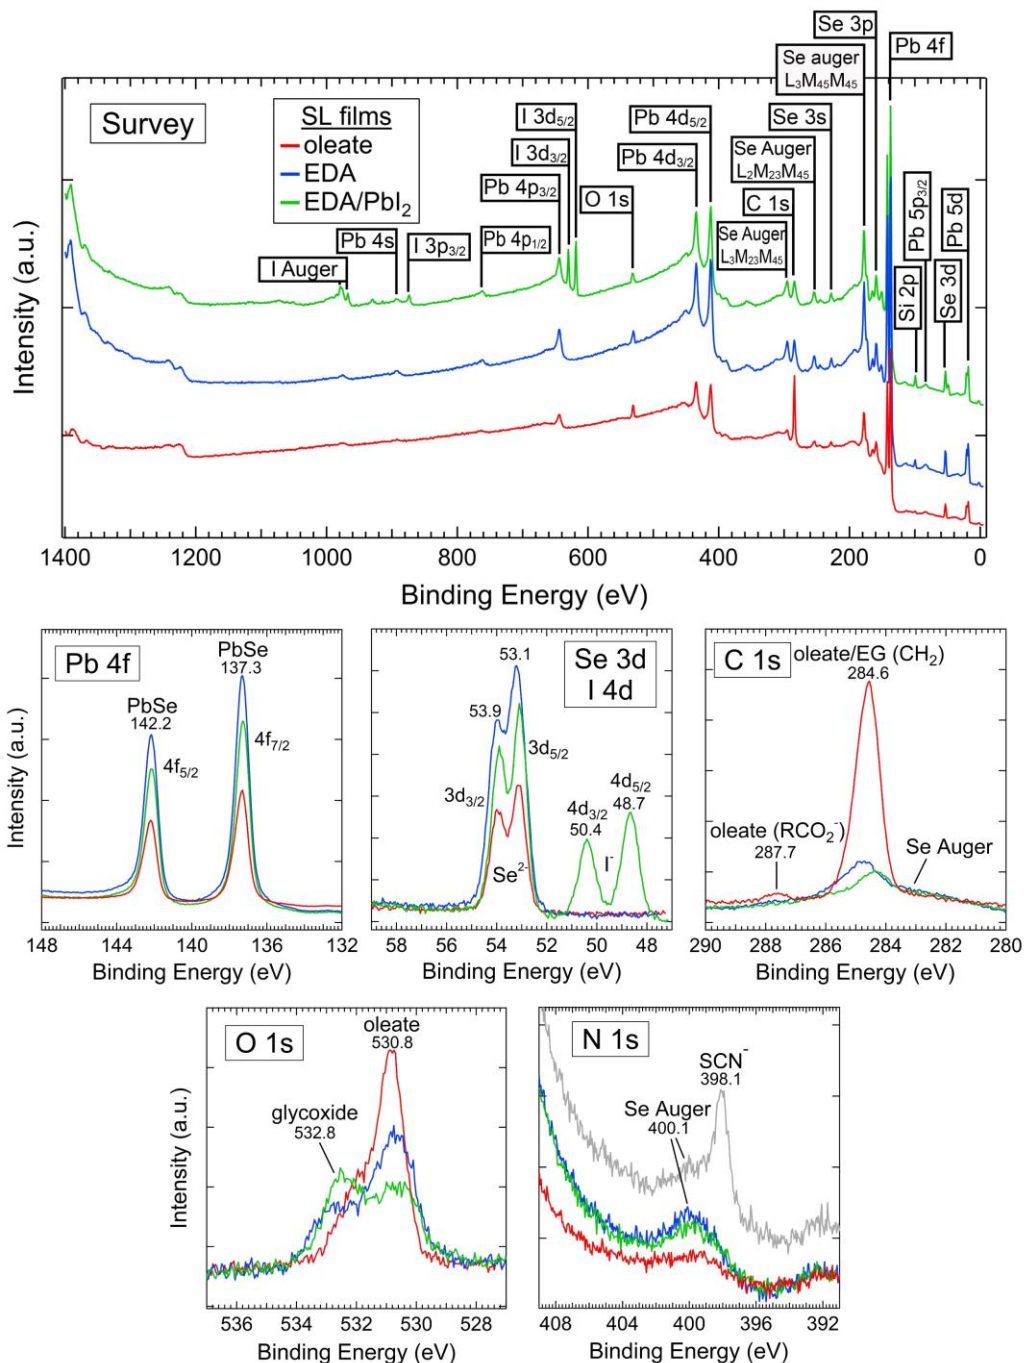 Survey
SL films
oleate
EDA
EDA/PbI₂
Intensity (a.u.)
I Auger
Pb 4s
I 3p₃/₂
Pb 4p₁/₂
Pb 4p₃/₂
I 3d₃/₂
I 3d₅/₂
O 1s
Pb 4d₃/₂
Pb 4d₅/₂
Se Auger
L₃M₂₃M₄₅
C 1s
Se Auger
L₂M₂₃M₄₅
Se 3s
Se auger
L₃M₄₅M₄₅
Se 3p
Pb 4f
Si 2p
Pb 5p₃/₂
Se 3d
Pb 5d
1400
1200
1000
800
600
400
200
0
Binding Energy (eV)
Pb 4f
PbSe
142.2
4f₅/₂
PbSe
137.3
4f₇/₂
Intensity (a.u.)
148
144
140
136
132
Binding Energy (eV)
Se 3d
I 4d
53.1
53.9
3d₃/₂
3d₅/₂
Se²⁻
4d₃/₂
50.4
4d₅/₂
48.7
I⁻
58
56
54
52
50
48
Binding Energy (eV)
C 1s
oleate/EG (CH₂)
284.6
oleate (RCO₂⁻)
287.7
Se Auger
290
288
286
284
282
280
Binding Energy (eV)
O 1s
oleate
530.8
glycoxide
532.8
Intensity (a.u.)
536
534
532
530
528
Binding Energy (eV)
N 1s
SCN⁻
398.1
Se Auger
400.1
408
404
400
396
392
Binding Energy (eV)